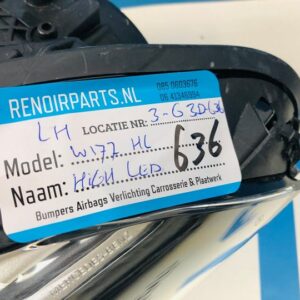 085 0603676
06 41346994
RENOIRPARTS.NL
LH LOCATIE NR: 3-G3D636
Model: W177 HL 636
Naam: HIGH LED
Bumpers Airbags Verlichting Carrosserie & Plaatwerk